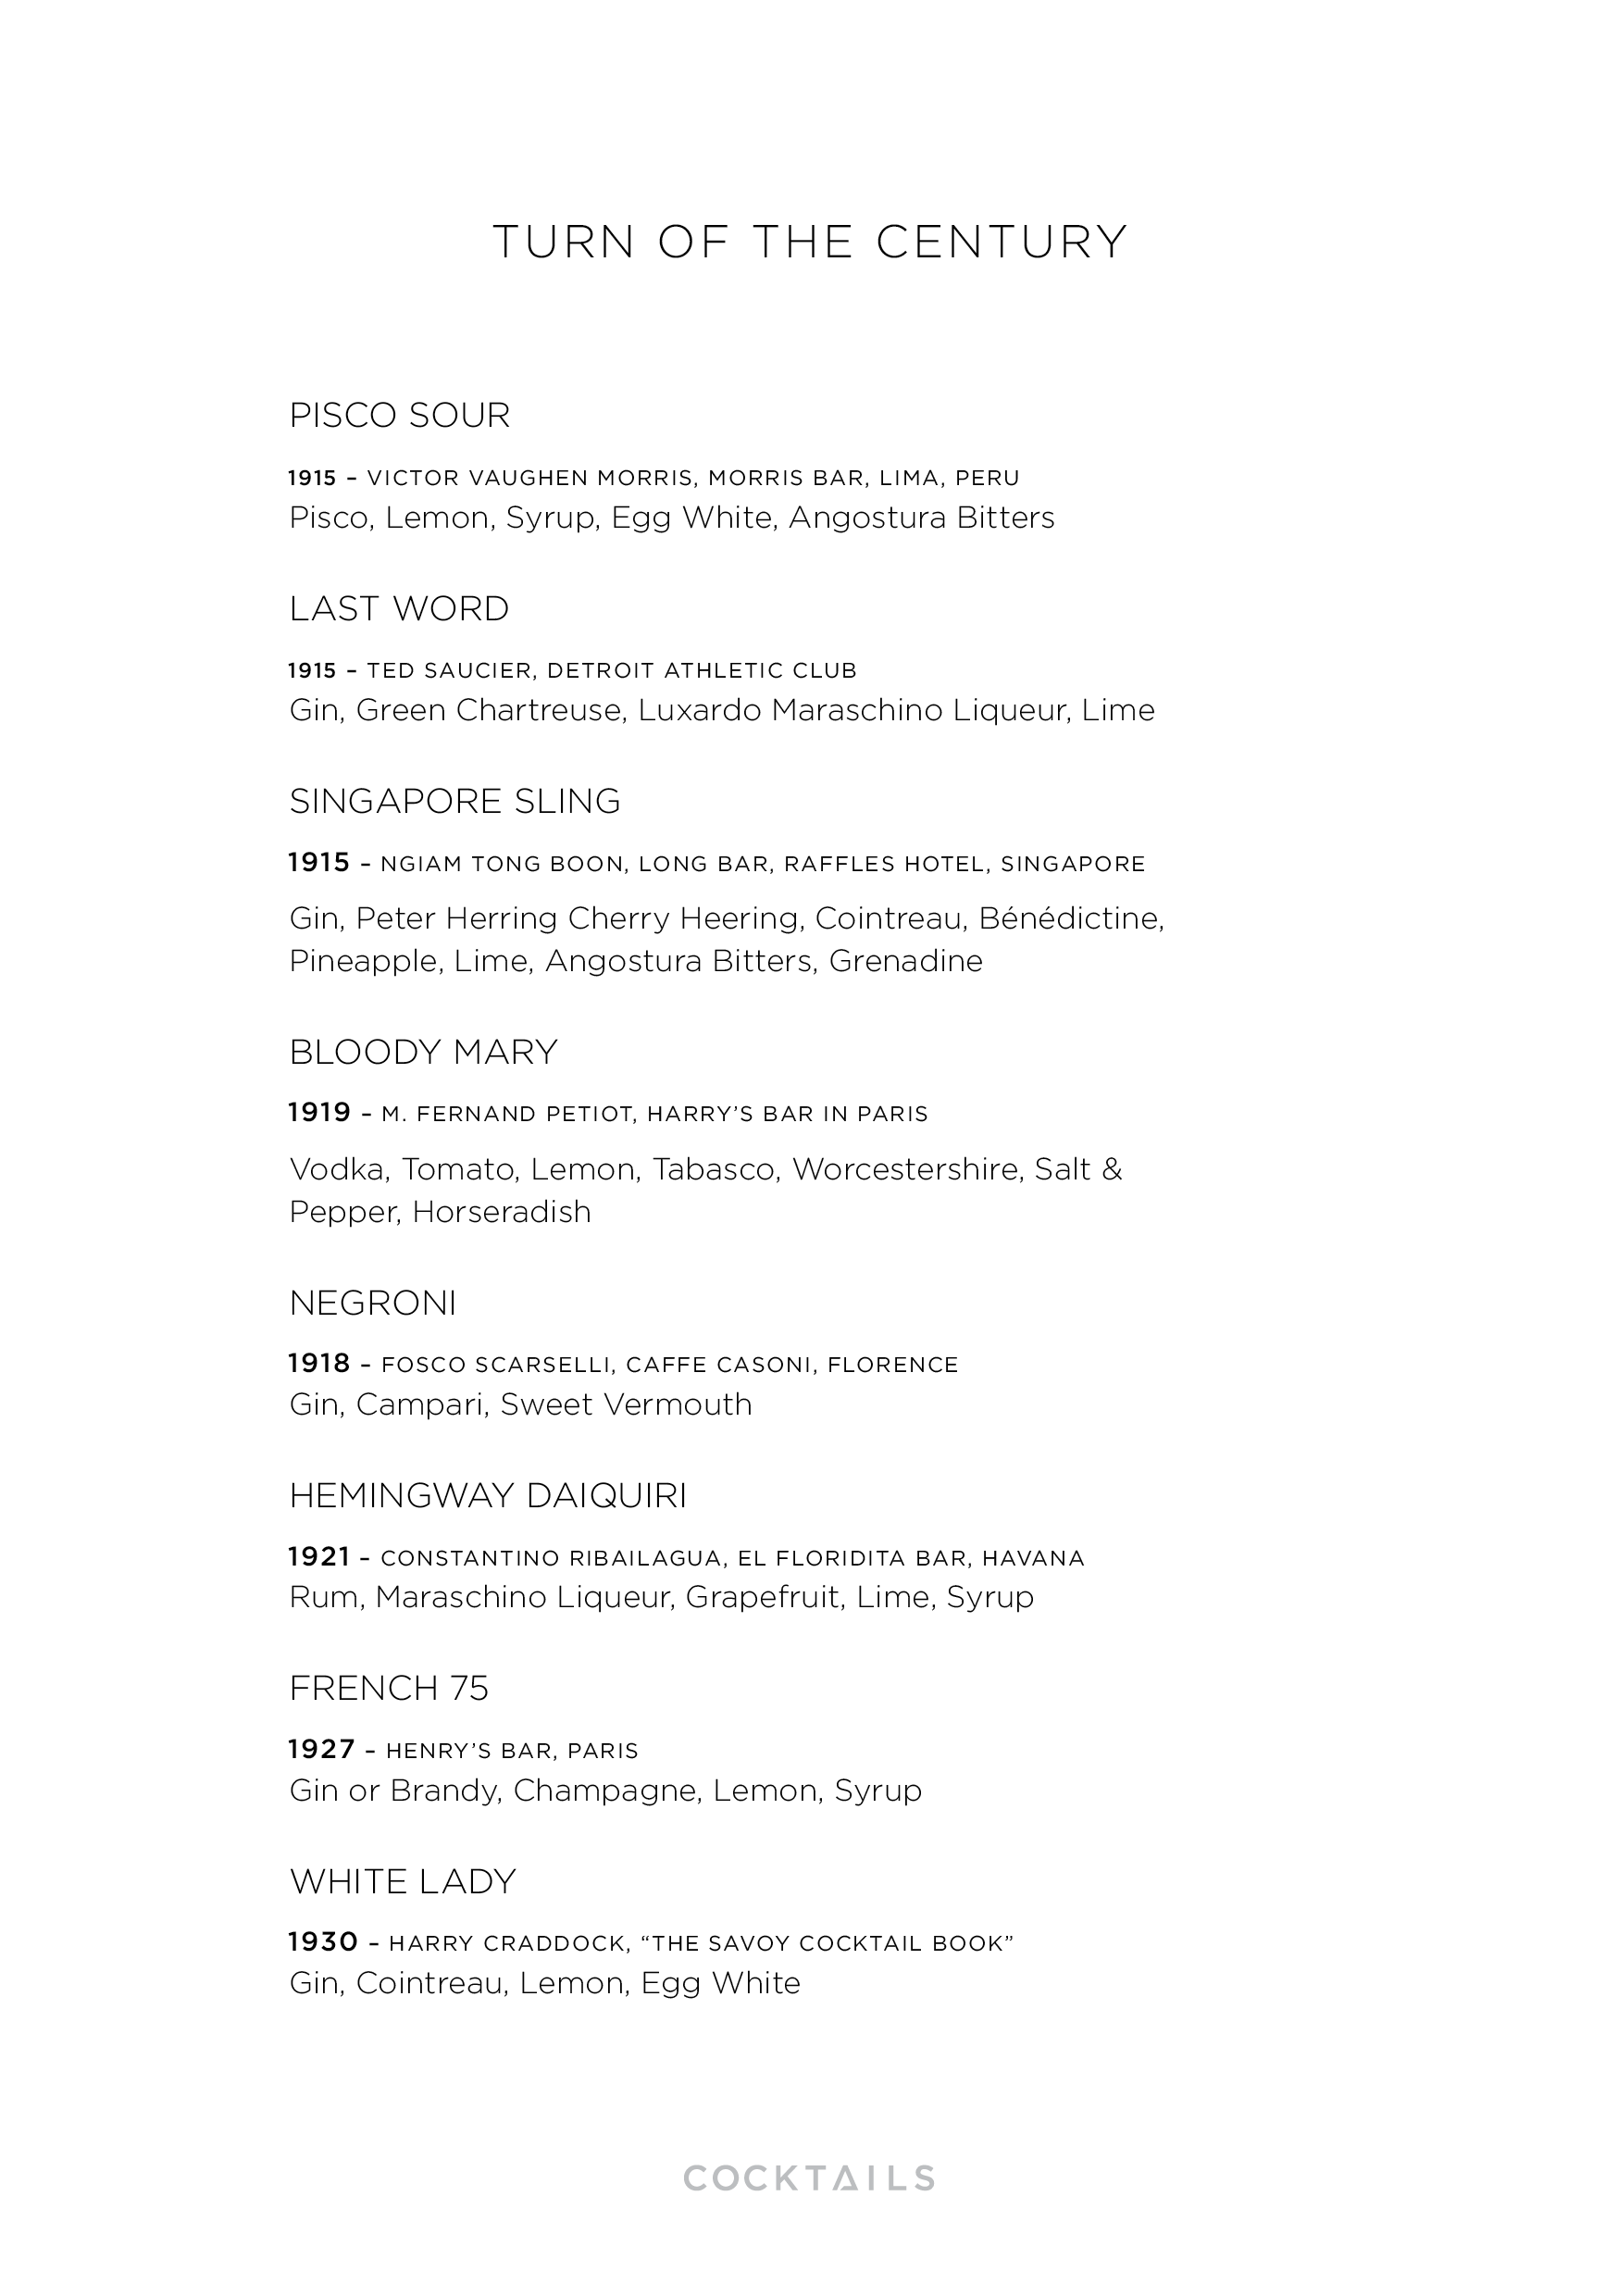 TURN OF THE CENTURY
PISCO SOUR
1915 – VICTOR VAUGHEN MORRIS, MORRIS BAR, LIMA, PERU
Pisco, Lemon, Syrup, Egg White, Angostura Bitters
LAST WORD
1915 – TED SAUCIER, DETROIT ATHLETIC CLUB
Gin, Green Chartreuse, Luxardo Maraschino Liqueur, Lime
SINGAPORE SLING
1915 – NGIAM TONG BOON, LONG BAR, RAFFLES HOTEL, SINGAPORE
Gin, Peter Herring Cherry Heering, Cointreau, Bénédictine,
Pineapple, Lime, Angostura Bitters, Grenadine
BLOODY MARY
1919 – M. FERNAND PETIOT, HARRY’S BAR IN PARIS
Vodka, Tomato, Lemon, Tabasco, Worcestershire, Salt &
Pepper, Horseradish
NEGRONI
1918 – FOSCO SCARSELLI, CAFFE CASONI, FLORENCE
Gin, Campari, Sweet Vermouth
HEMINGWAY DAIQUIRI
1921 – CONSTANTINO RIBAILAGUA, EL FLORIDITA BAR, HAVANA
Rum, Maraschino Liqueur, Grapefruit, Lime, Syrup
FRENCH 75
1927 – HENRY’S BAR, PARIS
Gin or Brandy, Champagne, Lemon, Syrup
WHITE LADY
1930 – HARRY CRADDOCK, “THE SAVOY COCKTAIL BOOK”
Gin, Cointreau, Lemon, Egg White
COCKTAILS